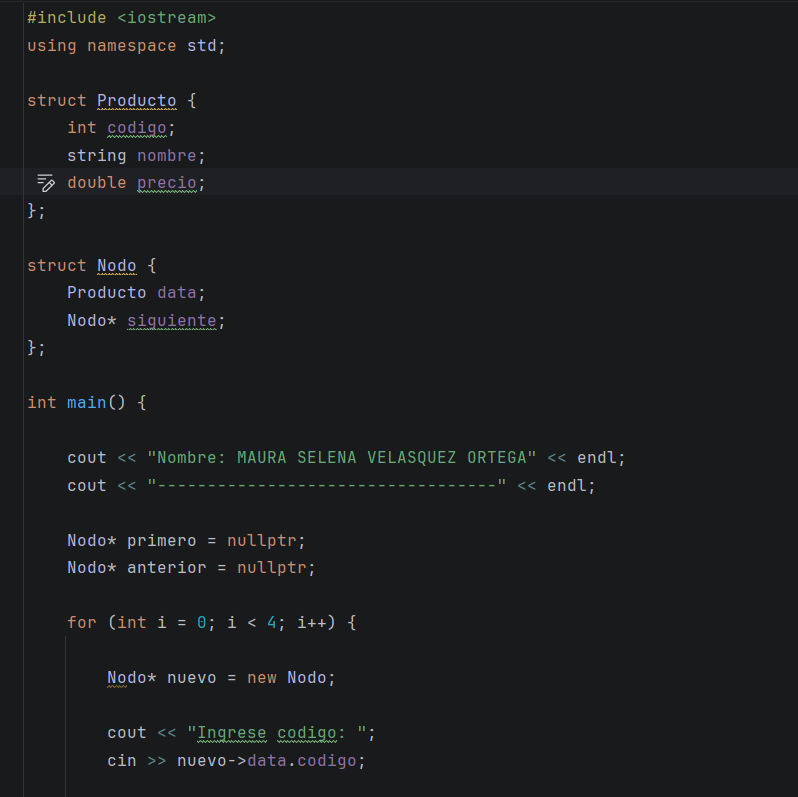 #include <iostream>
using namespace std;
struct Producto {
int codigo;
string nombre;
double precio;
};
struct Nodo {
Producto data;
Nodo* siguiente;
};
int main() {
cout << "Nombre: MAURA SELENA VELASQUEZ ORTEGA" << endl;
cout << "----------------------------------" << endl;
Nodo* primero = nullptr;
Nodo* anterior = nullptr;
for (int i = 0; i < 4; i++) {
Nodo* nuevo = new Nodo;
cout << "Ingrese codigo: ";
cin >> nuevo->data.codigo;